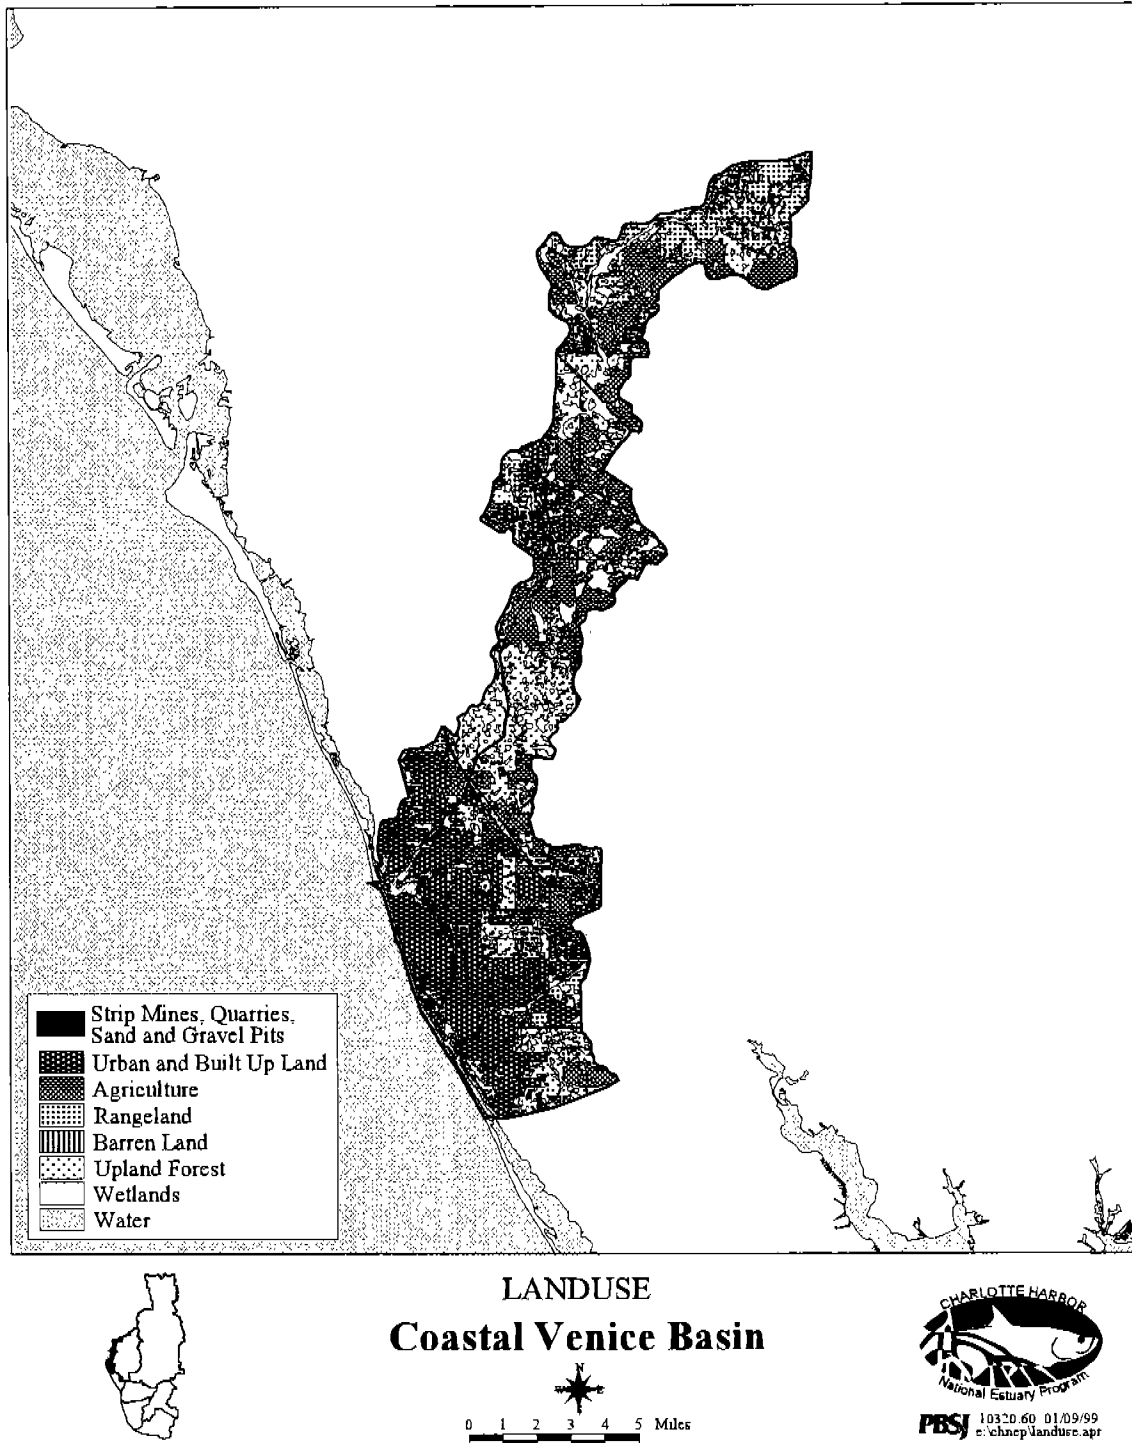 Strip Mines, Quarries,
Sand and Gravel Pits
Urban and Built Up Land
Agriculture
Rangeland
Barren Land
Upland Forest
Wetlands
Water
LANDUSE
Coastal Venice Basin
N
E
0 1 2 3 4 5 Miles
CHARLOTTE HARBOR
National Estuary Program
PBSJ
10320.60 01/09/99
e:\chnep\landuse.apr